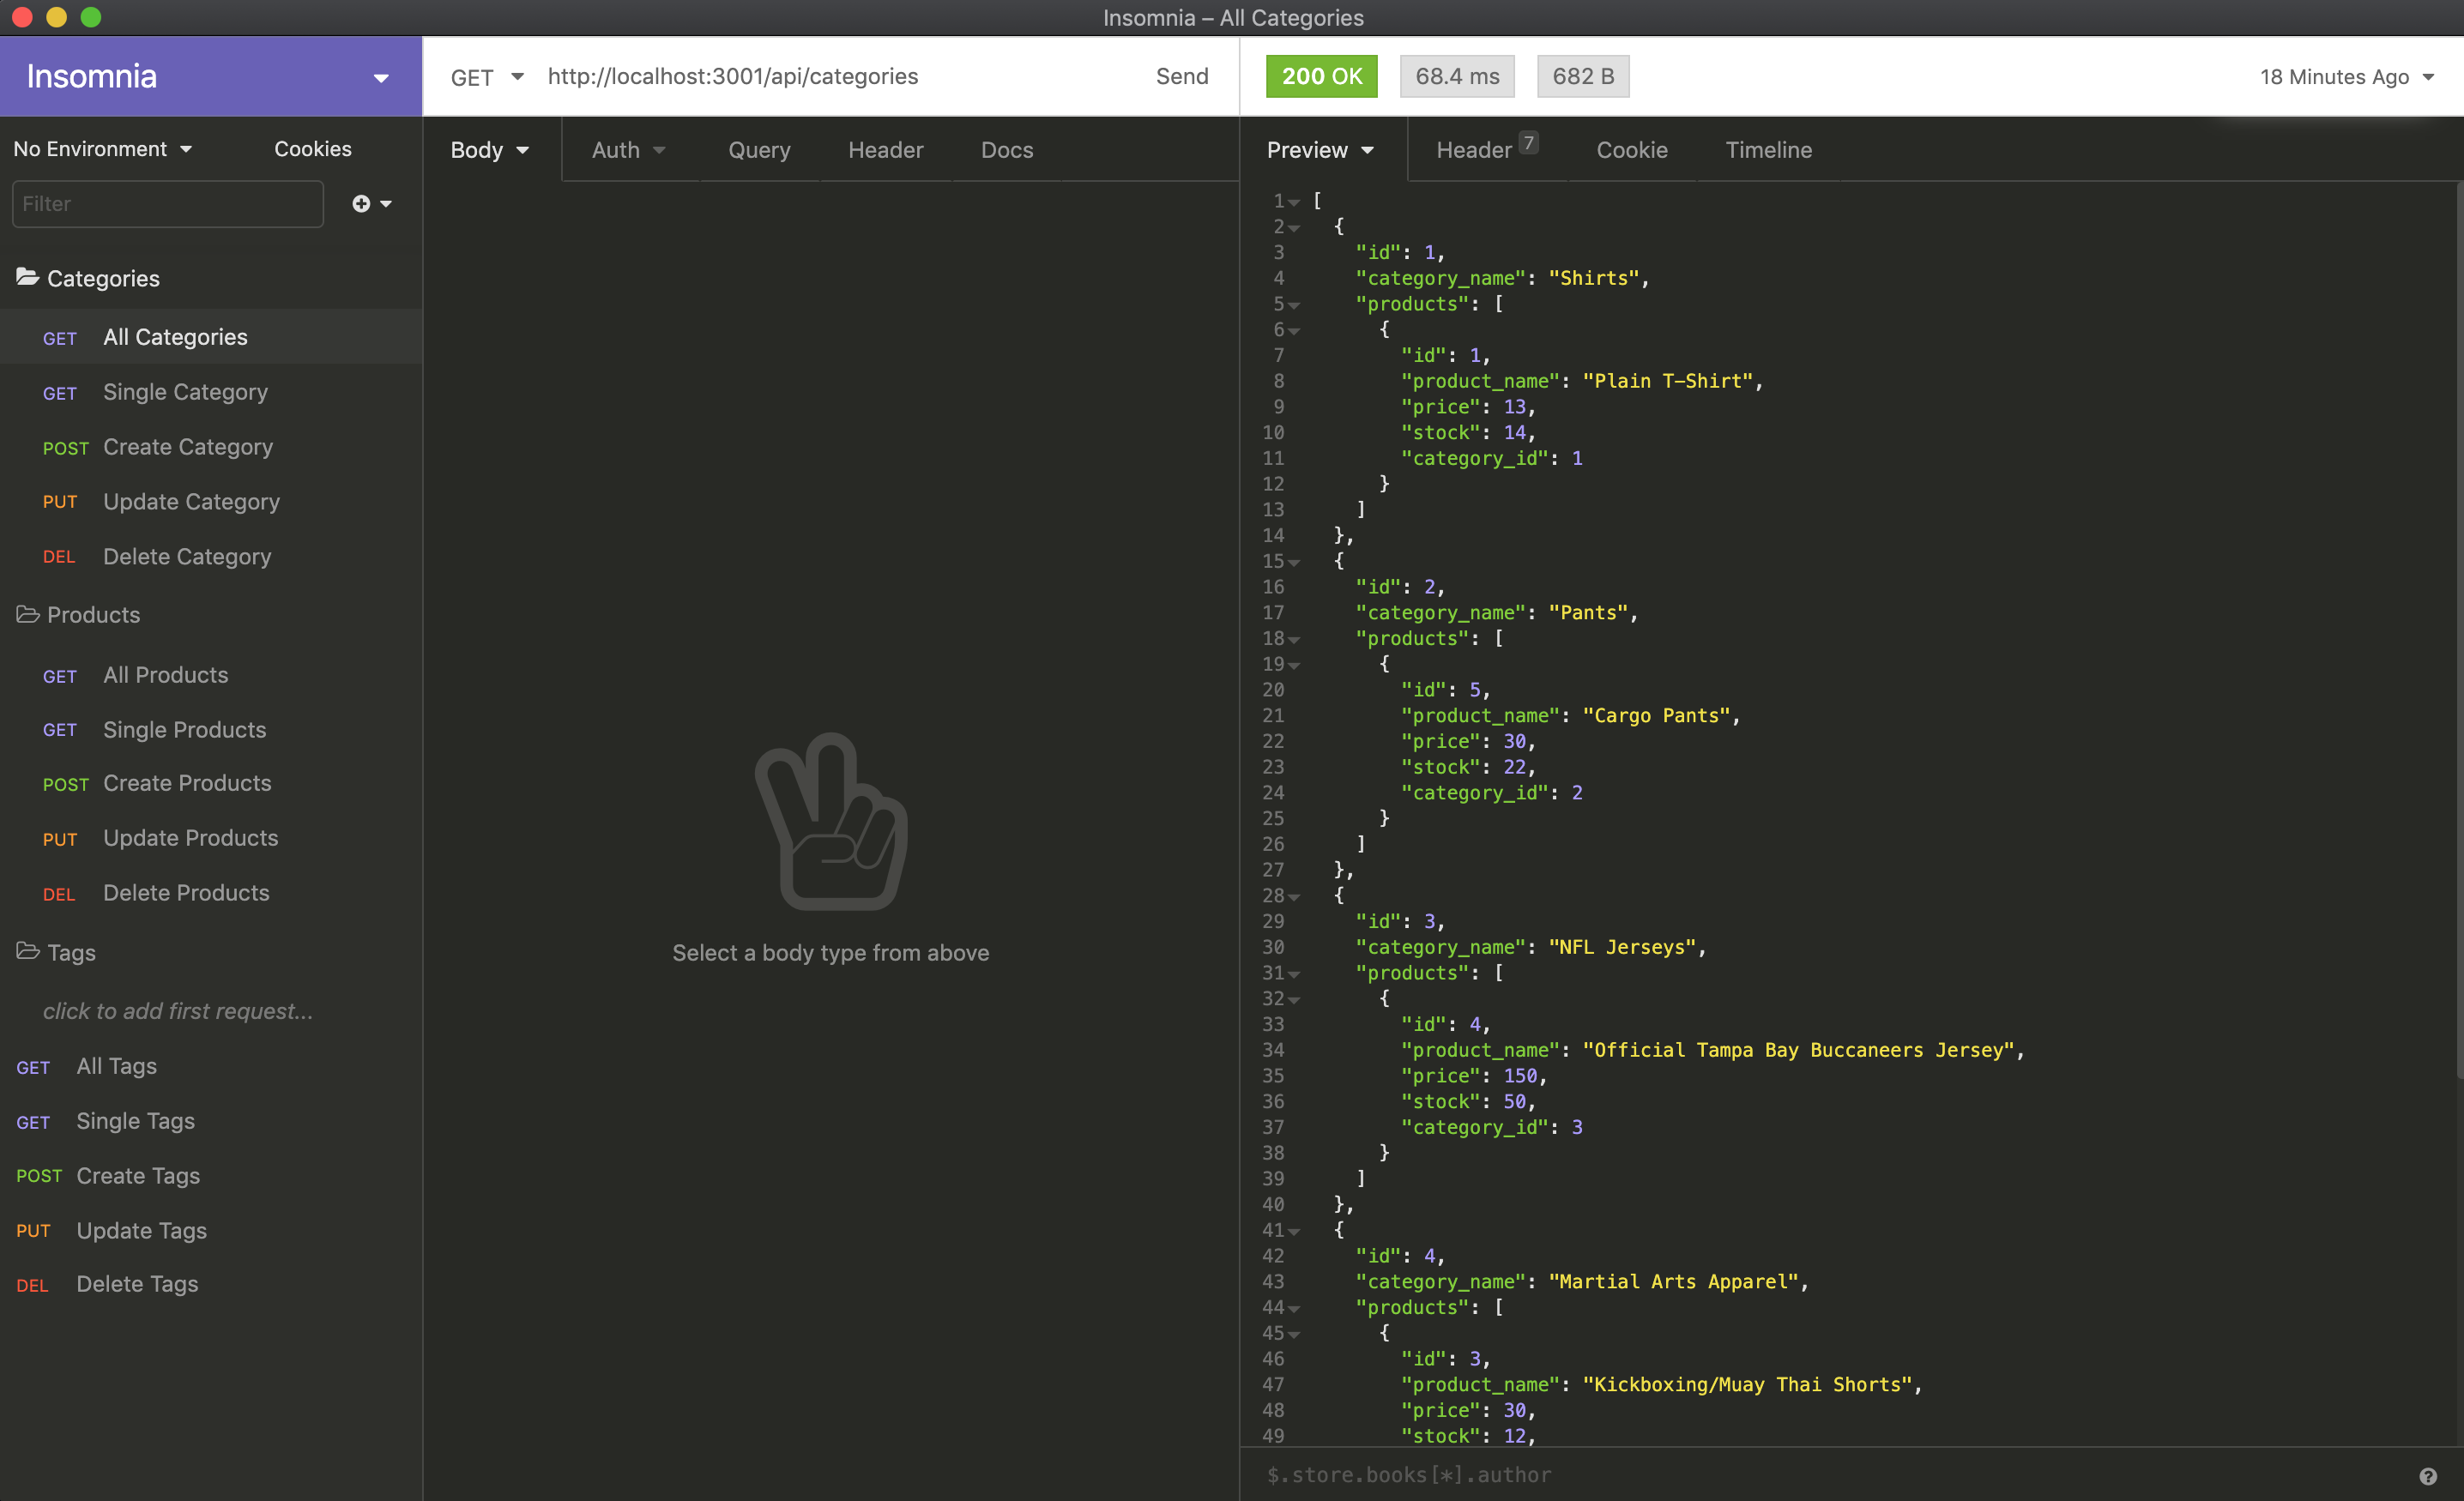 Insomnia – All Categories
Insomnia
GET http://localhost:3001/api/categories Send
200 OK 68.4 ms 682 B 18 Minutes Ago
No Environment Cookies
Filter
Categories
GET All Categories
GET Single Category
POST Create Category
PUT Update Category
DEL Delete Category
Products
GET All Products
GET Single Products
POST Create Products
PUT Update Products
DEL Delete Products
Tags
click to add first request...
GET All Tags
GET Single Tags
POST Create Tags
PUT Update Tags
DEL Delete Tags
Body Auth Query Header Docs
Select a body type from above
Preview Header 7 Cookie Timeline
1 [
2 {
3 "id": 1,
4 "category_name": "Shirts",
5 "products": [
6 {
7 "id": 1,
8 "product_name": "Plain T-Shirt",
9 "price": 13,
10 "stock": 14,
11 "category_id": 1
12 }
13 ]
14 },
15 {
16 "id": 2,
17 "category_name": "Pants",
18 "products": [
19 {
20 "id": 5,
21 "product_name": "Cargo Pants",
22 "price": 30,
23 "stock": 22,
24 "category_id": 2
25 }
26 ]
27 },
28 {
29 "id": 3,
30 "category_name": "NFL Jerseys",
31 "products": [
32 {
33 "id": 4,
34 "product_name": "Official Tampa Bay Buccaneers Jersey",
35 "price": 150,
36 "stock": 50,
37 "category_id": 3
38 }
39 ]
40 },
41 {
42 "id": 4,
43 "category_name": "Martial Arts Apparel",
44 "products": [
45 {
46 "id": 3,
47 "product_name": "Kickboxing/Muay Thai Shorts",
48 "price": 30,
49 "stock": 12,
$.store.books[*].author